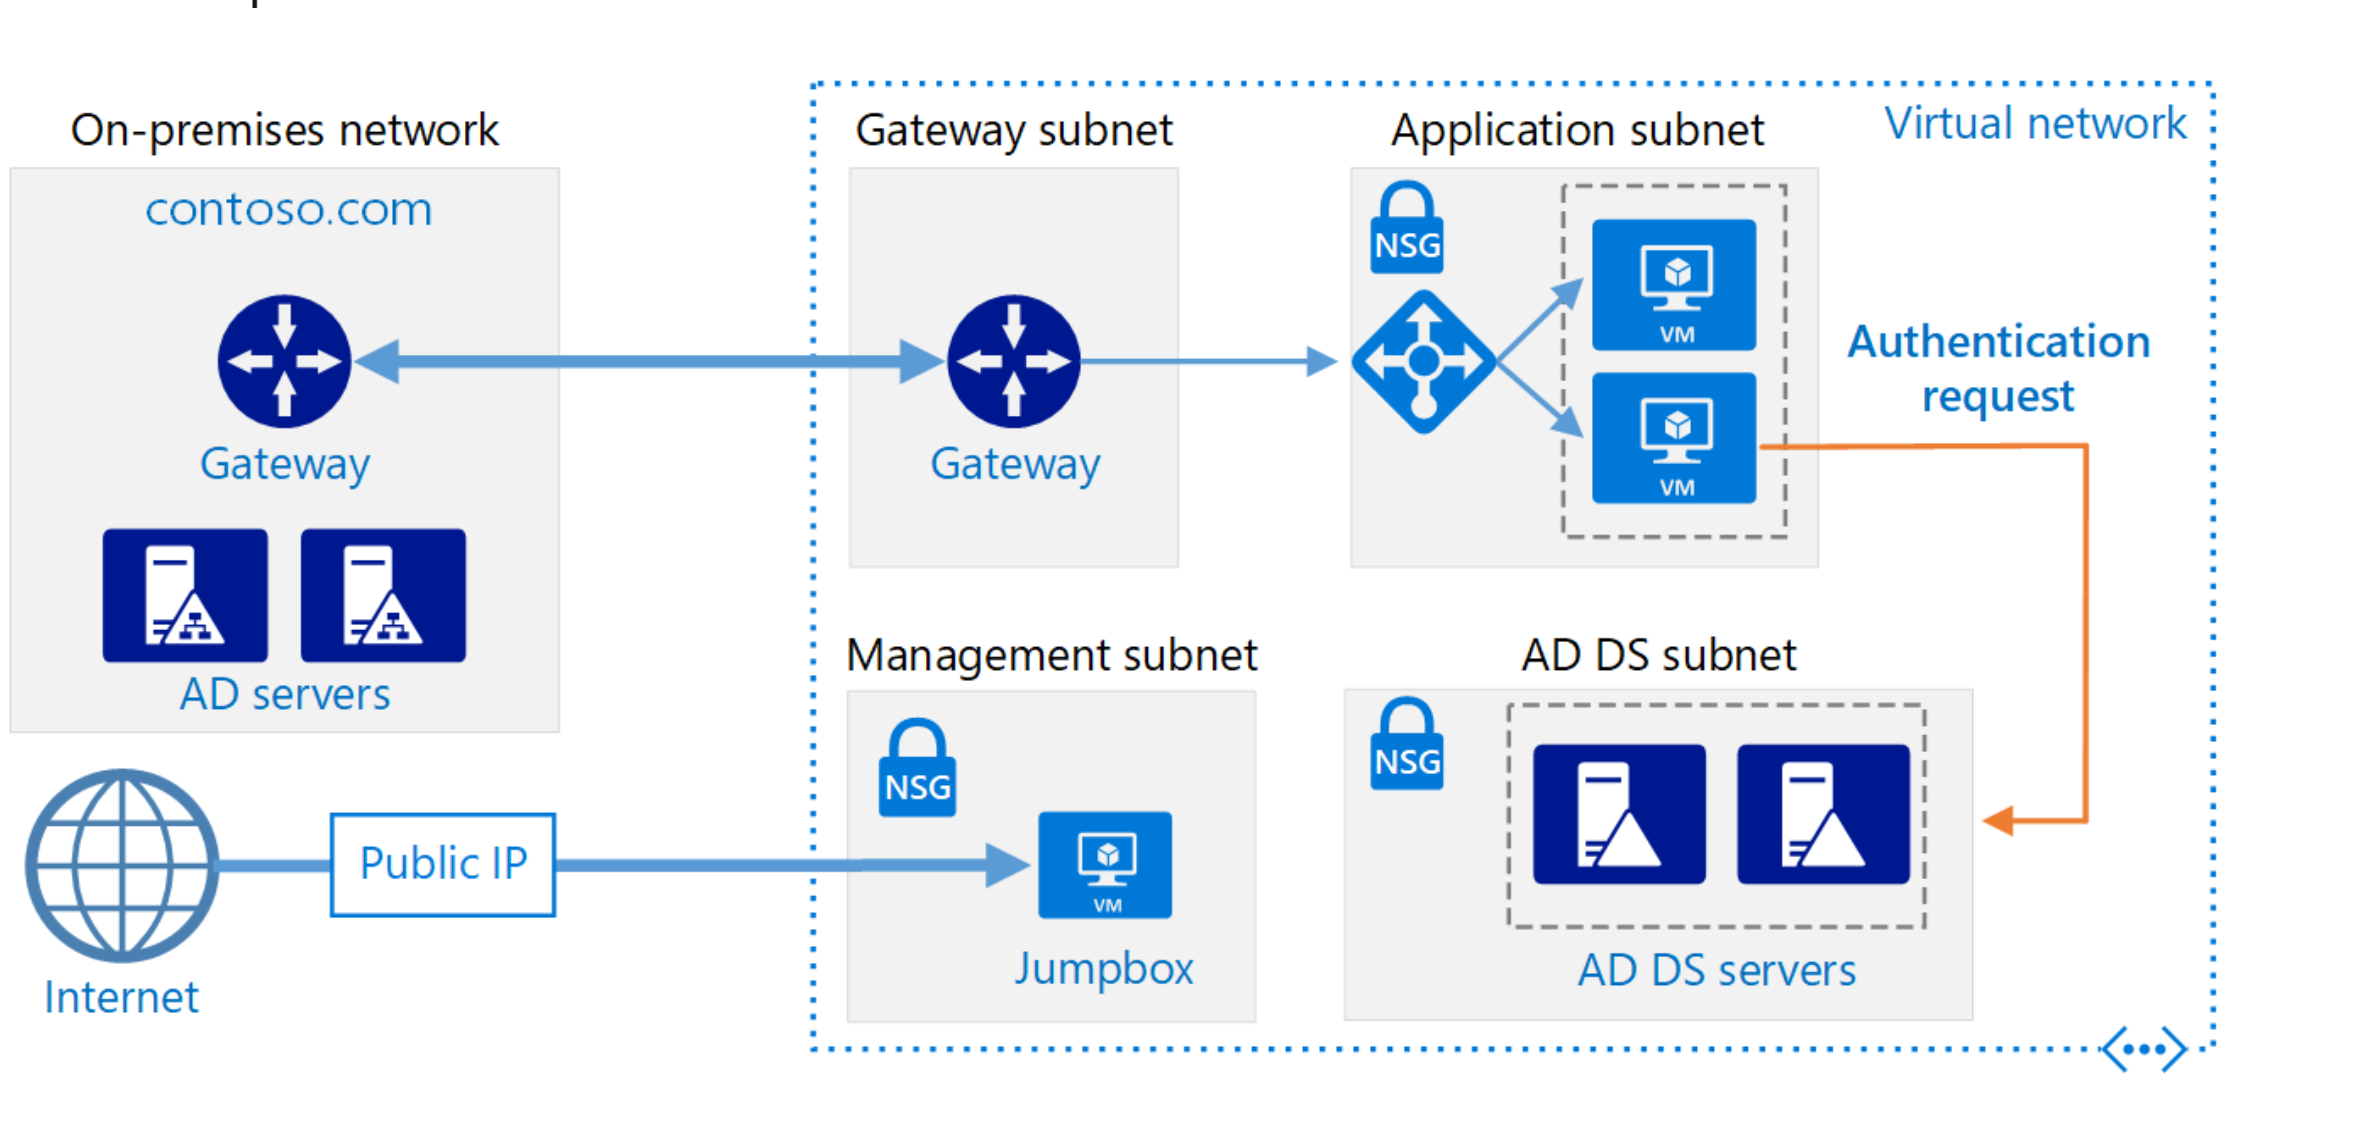 On-premises network
contoso.com
Gateway
AD servers
Internet
Public IP
Virtual network
Gateway subnet
Gateway
Application subnet
NSG
VM
VM
Authentication
request
Management subnet
NSG
VM
Jumpbox
AD DS subnet
NSG
AD DS servers